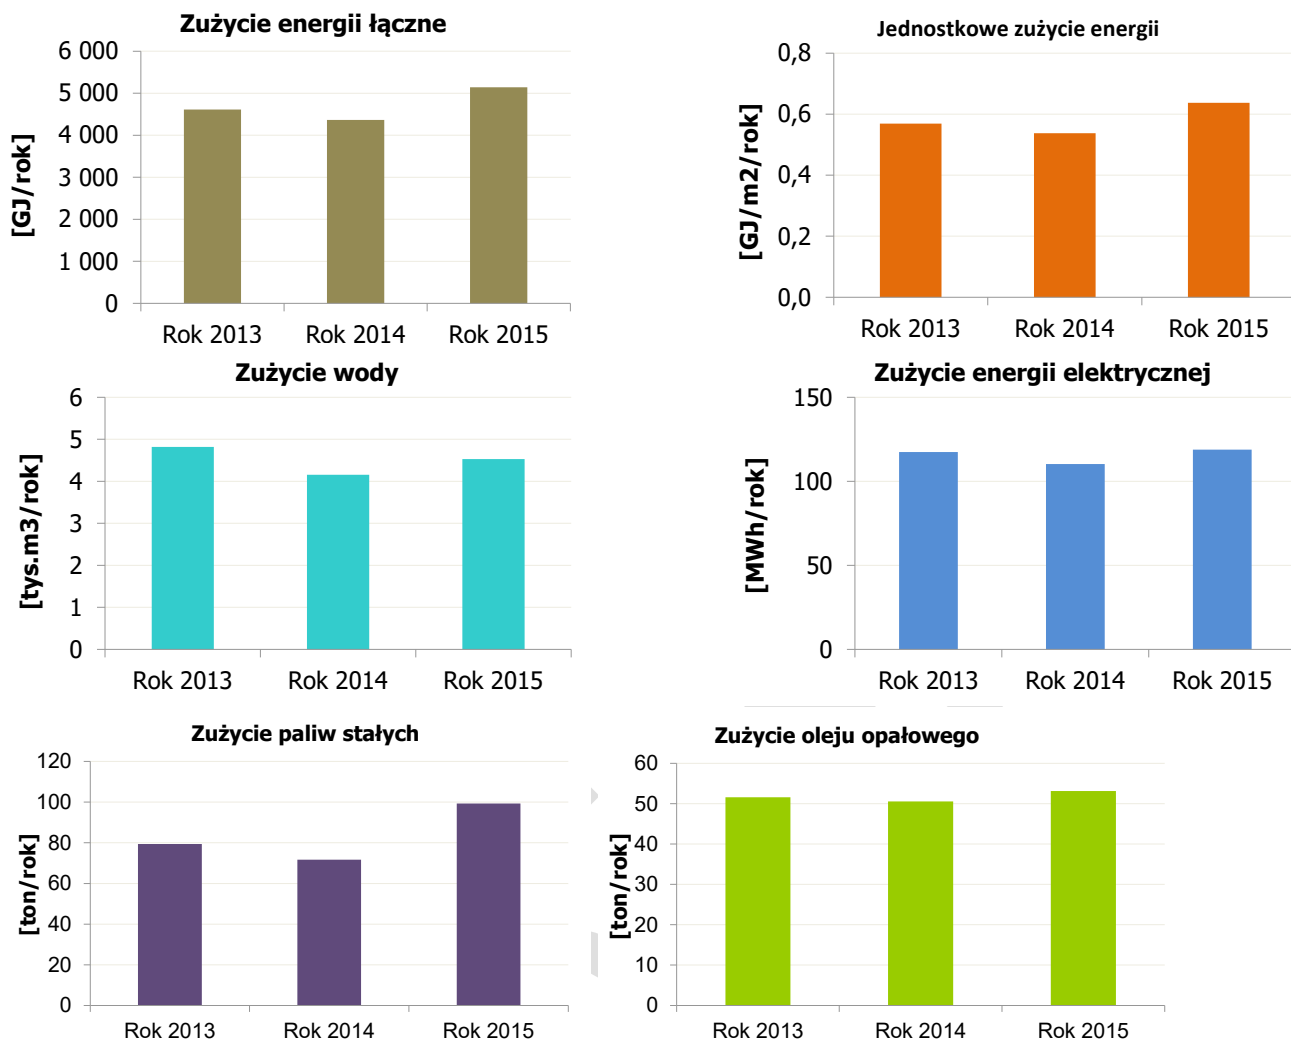 Zużycie energii łączne
[GJ/rok]
6 000
5 000
4 000
3 000
2 000
1 000
0
Rok 2013 Rok 2014 Rok 2015
Jednostkowe zużycie energii
[GJ/m2/rok]
0,8
0,6
0,4
0,2
0,0
Rok 2013 Rok 2014 Rok 2015
Zużycie wody
[tys.m3/rok]
6
5
4
3
2
1
0
Rok 2013 Rok 2014 Rok 2015
Zużycie energii elektrycznej
[MWh/rok]
150
100
50
0
Rok 2013 Rok 2014 Rok 2015
Zużycie paliw stałych
[ton/rok]
120
100
80
60
40
20
0
Rok 2013 Rok 2014 Rok 2015
Zużycie oleju opałowego
[ton/rok]
60
50
40
30
20
10
0
Rok 2013 Rok 2014 Rok 2015